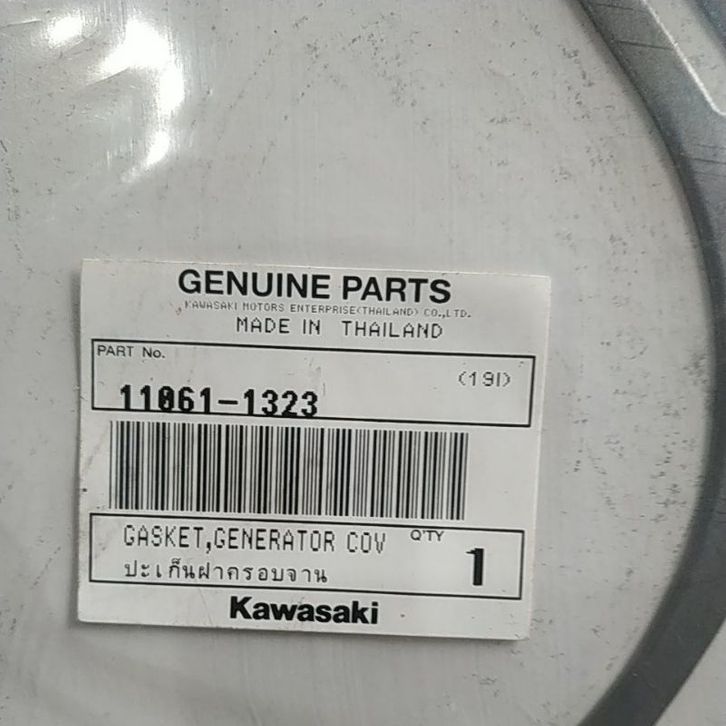 GENUINE PARTS
KAWASAKI MOTORS ENTERPRISE(THAILAND) CO.,LTD.
MADE IN THAILAND
PART No.
(19I)
11061-1323
GASKET,GENERATOR COV Q'TY 1
ปะเก็นฝาครอบจาน
Kawasaki